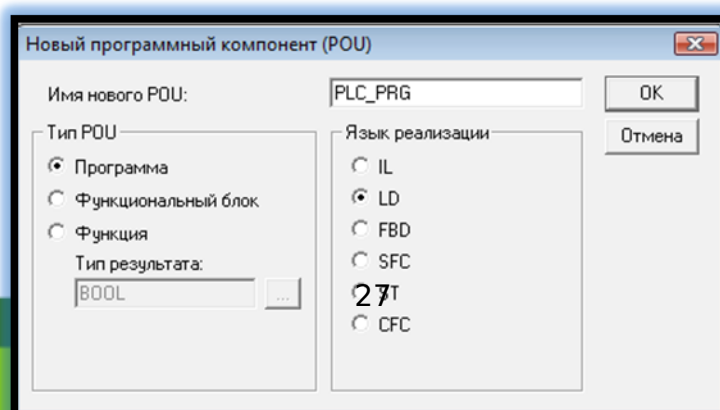 Новый программный компонент (POU)
Имя нового POU:
PLC_PRG
OK
Отмена
Тип POU
Программа
Функциональный блок
Функция
Тип результата:
BOOL
...
Язык реализации
IL
LD
FBD
SFC
ST
27
CFC